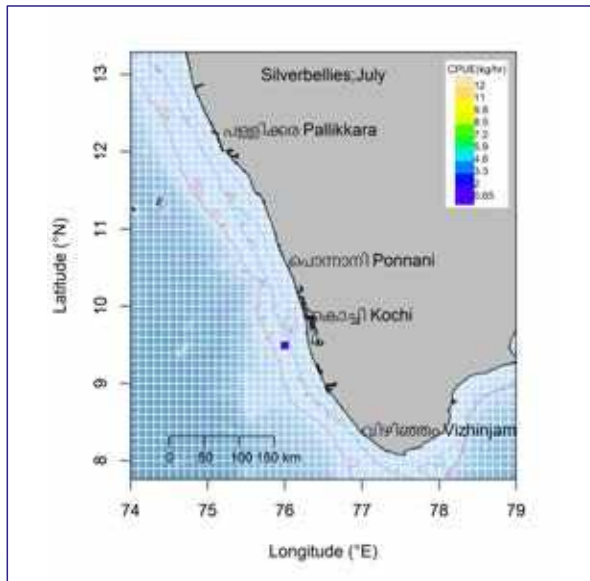 Silverbellies;July
CPUE(kg/hr)
12
11
9.8
8.5
7.2
5.9
4.6
3.3
2
0.65
പള്ളിക്കര Pallikkara
പൊന്നാനി Ponnani
കൊച്ചി Kochi
വിഴിഞ്ഞം Vizhinjam
0 50 100 150 km
13
12
11
10
9
8
74 75 76 77 78 79
Latitude (°N)
Longitude (°E)